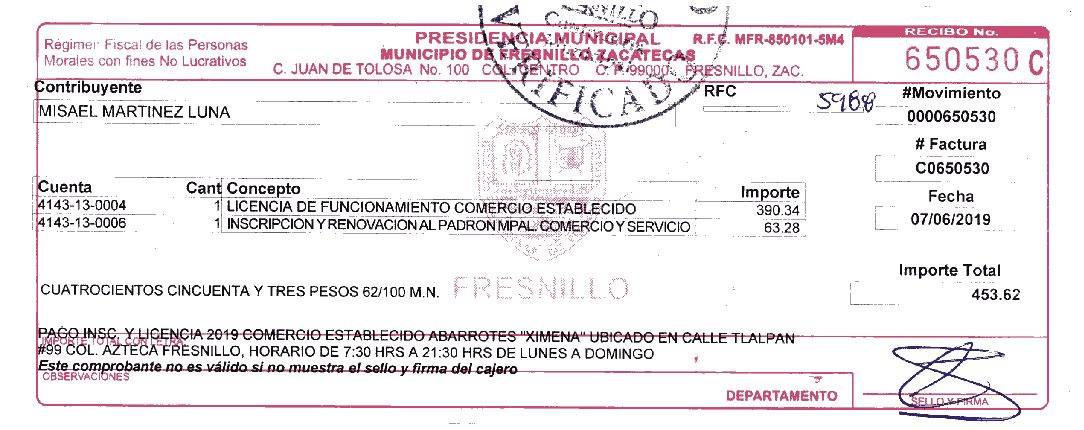 Régimen Fiscal de las Personas
Morales con fines No Lucrativos
PRESIDENCIA MUNICIPAL
MUNICIPIO DE FRESNILLO ZACATECAS
C. JUAN DE TOLOSA No. 100 COL. CENTRO C.P. 99000 FRESNILLO, ZAC.
R.F.C. MFR-850101-5M4
RECIBO No.
650530 C
Contribuyente
MISAEL MARTINEZ LUNA
RFC
5988
#Movimiento
0000650530
# Factura
C0650530
Fecha
07/06/2019
Cuenta Cant Concepto Importe
4143-13-0004 1 LICENCIA DE FUNCIONAMIENTO COMERCIO ESTABLECIDO 390.34
4143-13-0006 1 INSCRIPCION Y RENOVACION AL PADRON MPAL. COMERCIO Y SERVICIO 63.28
FRESNILLO
Importe Total
453.62
CUATROCIENTOS CINCUENTA Y TRES PESOS 62/100 M.N.
PAGO INSC. Y LICENCIA 2019 COMERCIO ESTABLECIDO ABARROTES "XIMENA" UBICADO EN CALLE TLALPAN
IMPORTE TOTAL CON LETRA
#99 COL. AZTECA FRESNILLO, HORARIO DE 7:30 HRS A 21:30 HRS DE LUNES A DOMINGO
Este comprobante no es válido si no muestra el sello y firma del cajero
OBSERVACIONES
DEPARTAMENTO
SELLO Y FIRMA